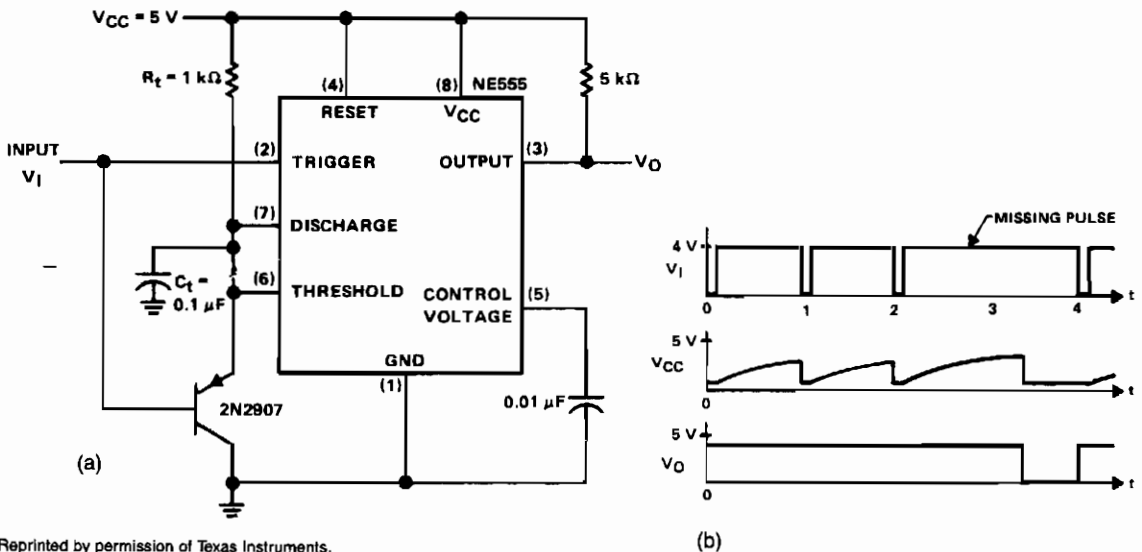 V_CC = 5 V
R_t = 1 kΩ
(4)
(8) NE555
5 kΩ
RESET
V_CC
INPUT
V_I
(2)
TRIGGER
OUTPUT
(3)
V_O
(7)
DISCHARGE
C_t =
0.1 μF
(6)
THRESHOLD
CONTROL
VOLTAGE
(5)
GND
(1)
2N2907
0.01 μF
(a)
MISSING PULSE
4 V
V_I
0 1 2 3 4 t
5 V
V_CC
0 t
5 V
V_O
0 t
(b)
Reprinted by permission of Texas Instruments.